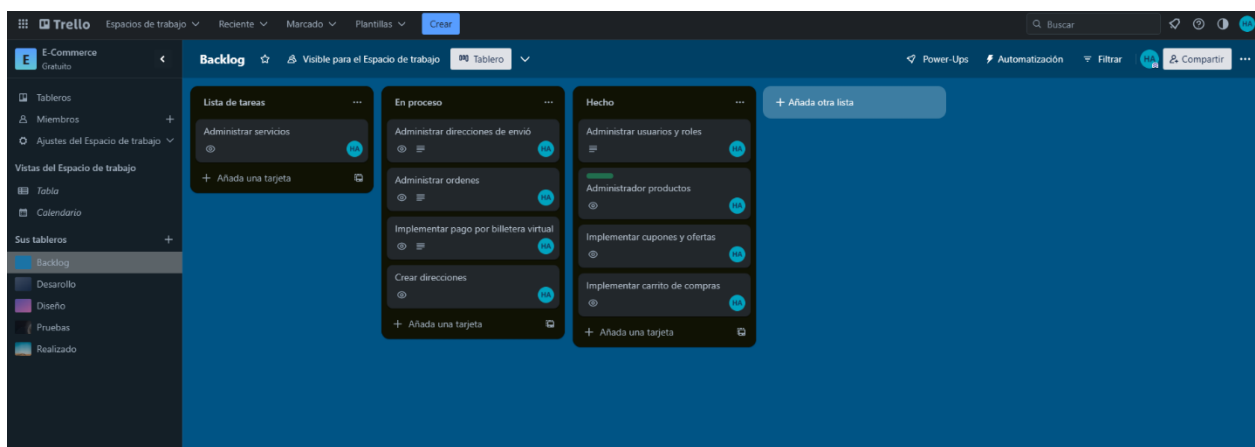 Trello Espacios de trabajo Reciente Marcado Plantillas Crear Buscar HA
E E-Commerce
Gratuito
Backlog Visible para el Espacio de trabajo Tablero Power-Ups Automatización Filtrar HA Compartir
Tableros
Miembros
Ajustes del Espacio de trabajo
Vistas del Espacio de trabajo
Tabla
Calendario
Sus tableros
Backlog
Desarollo
Diseño
Pruebas
Realizado
Lista de tareas
Administrar servicios
HA
Añada una tarjeta
En proceso
Administrar direcciones de envió
HA
Administrar ordenes
HA
Implementar pago por billetera virtual
HA
Crear direcciones
HA
Añada una tarjeta
Hecho
Administrar usuarios y roles
HA
Administrador productos
HA
Implementar cupones y ofertas
HA
Implementar carrito de compras
HA
Añada una tarjeta
Añada otra lista